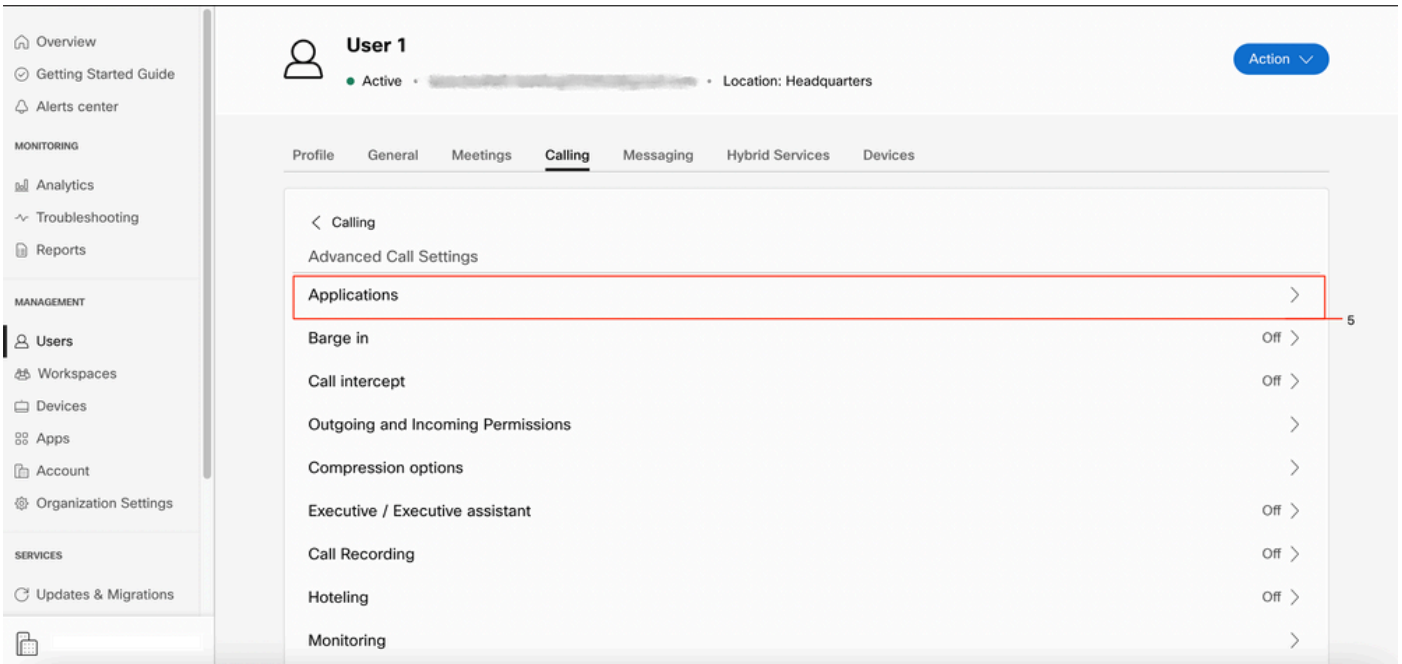 Overview
Getting Started Guide
Alerts center
MONITORING
Analytics
Troubleshooting
Reports
MANAGEMENT
Users
Workspaces
Devices
Apps
Account
Organization Settings
SERVICES
Updates & Migrations
User 1
Active • • Location: Headquarters
Action
Profile General Meetings Calling Messaging Hybrid Services Devices
Calling
Advanced Call Settings
Applications
5
Barge in Off
Call intercept Off
Outgoing and Incoming Permissions
Compression options
Executive / Executive assistant Off
Call Recording Off
Hoteling Off
Monitoring